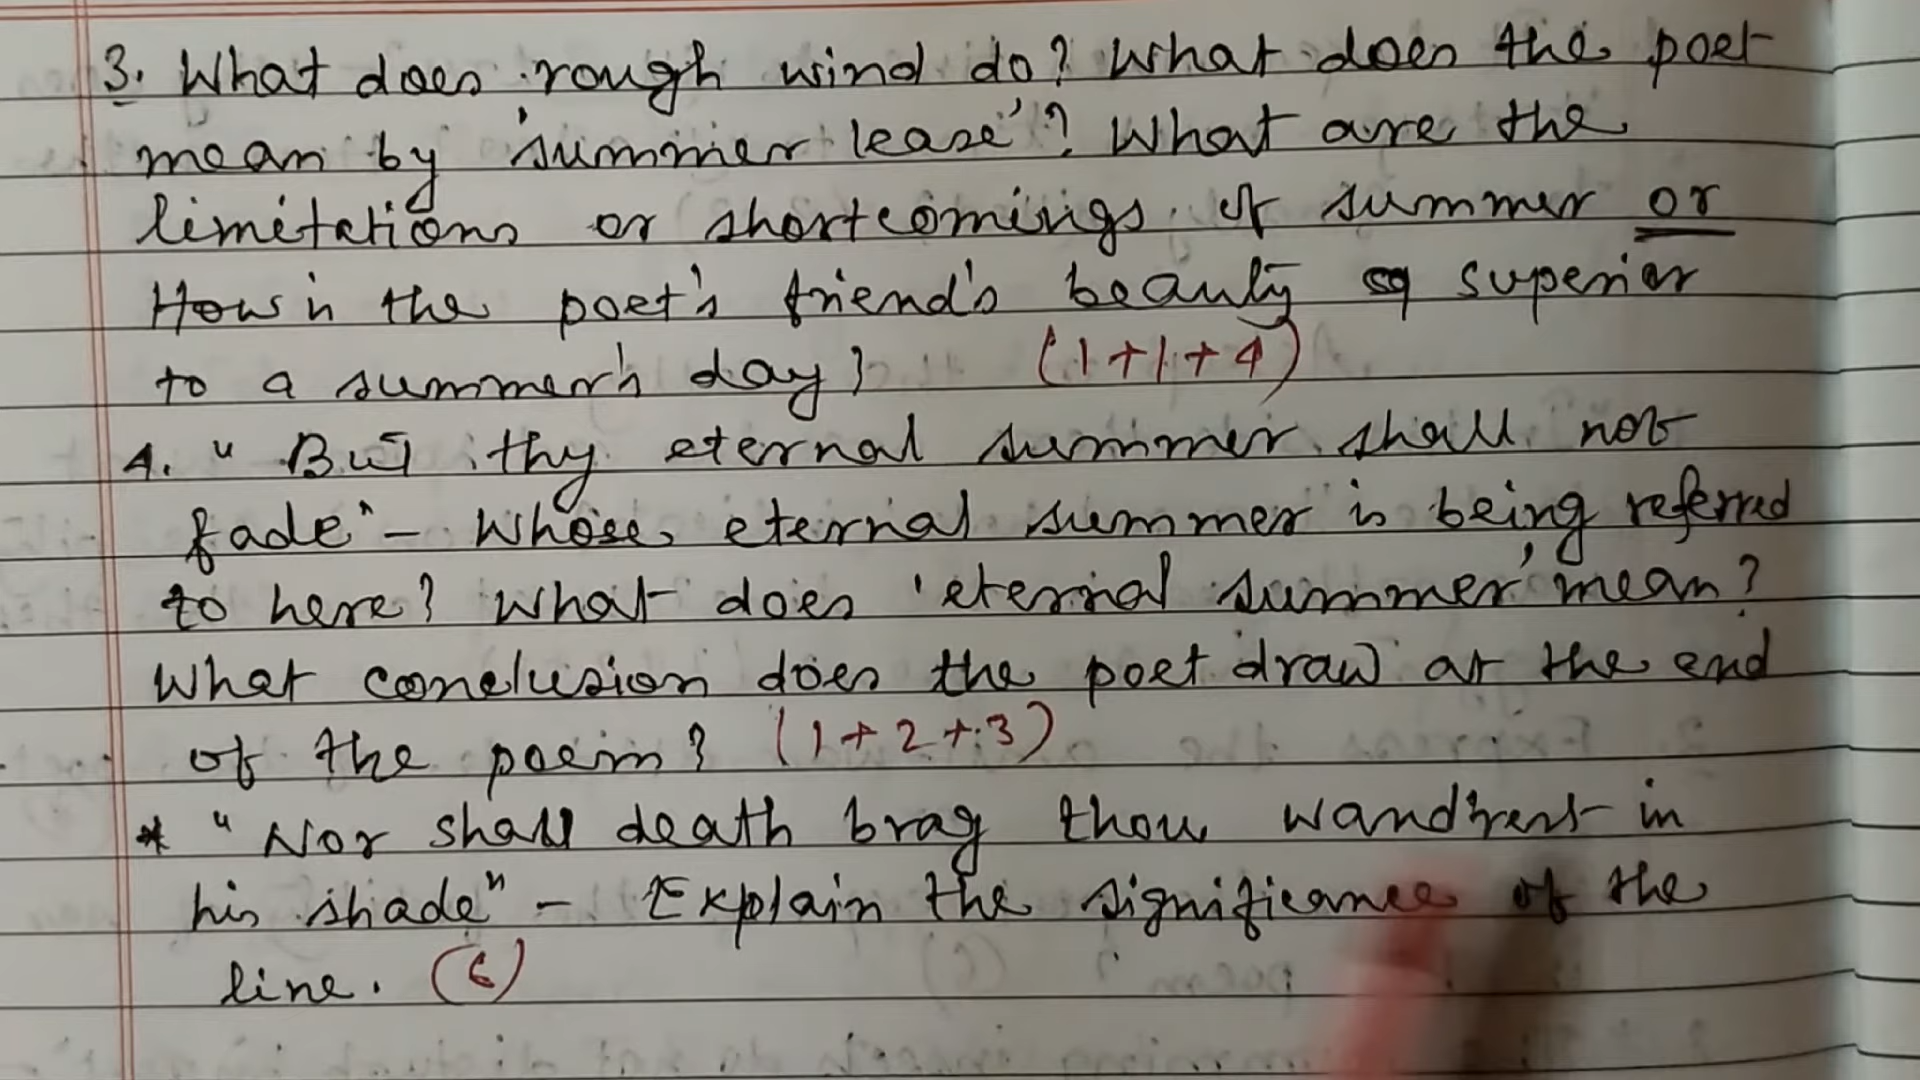 3. What does rough wind do? What does the poet
mean by 'summer lease'? What are the
limitations or shortcomings of summer or
How is the poet's friend's beauty superior
to a summer's day? (1+1+4)
4. "But thy eternal summer shall not
fade" - Whose eternal summer is being referred
to here? What does 'eternal summer' mean?
What conclusion does the poet draw at the end
of the poem? (1+2+3)
* "Nor shall death brag thou wand'rest in
his shade" - Explain the significance of the
line. (6)